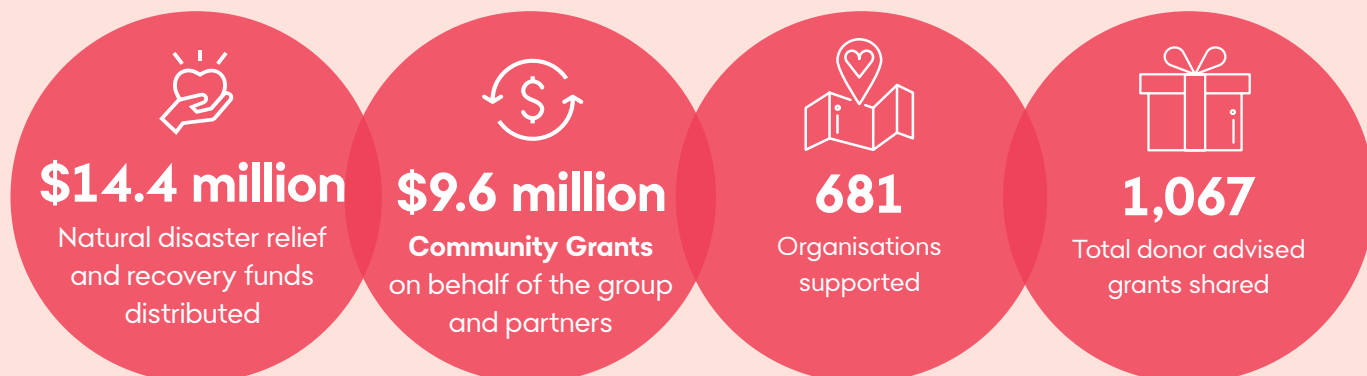 $14.4 million
Natural disaster relief
and recovery funds
distributed
$9.6 million
Community Grants
on behalf of the group
and partners
681
Organisations
supported
1,067
Total donor advised
grants shared